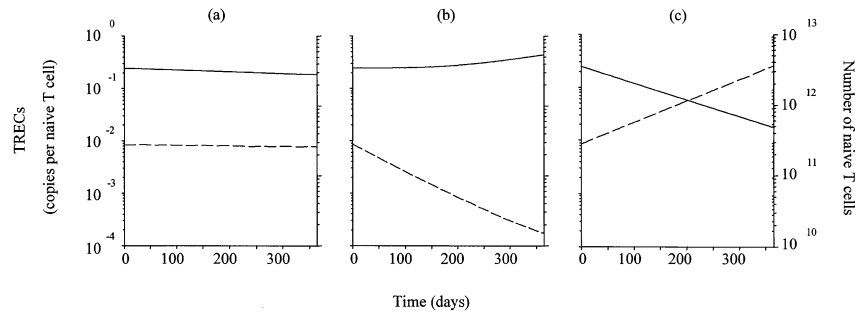 (a) (b) (c)
TRECs
(copies per naive T cell)
10 0
10 -1
10 -2
10 -3
10 -4
0 100 200 300
0 100 200 300
0 100 200 300
10 13
10 12
10 11
10 10
Number of naive T cells
Time (days)